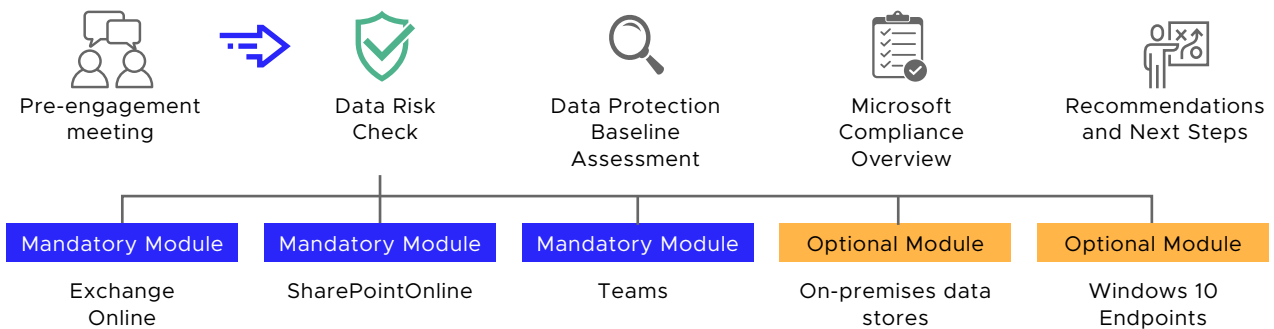 Pre-engagement
meeting
Data Risk
Check
Data Protection
Baseline
Assessment
Microsoft
Compliance
Overview
Recommendations
and Next Steps
Mandatory Module
Exchange
Online
Mandatory Module
SharePointOnline
Mandatory Module
Teams
Optional Module
On-premises data
stores
Optional Module
Windows 10
Endpoints